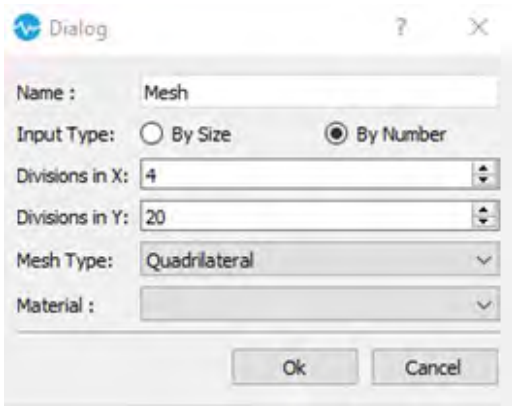 Dialog ?
Name : Mesh
Input Type: By Size By Number
Divisions in X: 4
Divisions in Y: 20
Mesh Type: Quadrilateral
Material :
Ok Cancel